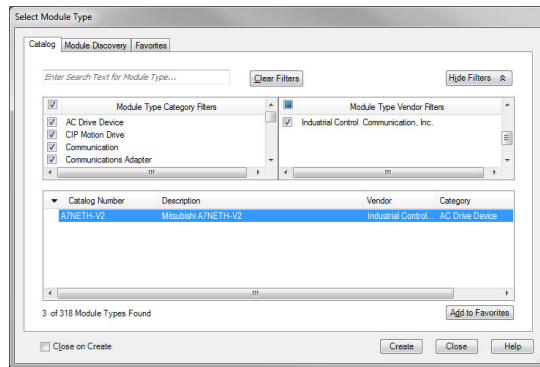 Select Module Type
Catalog Module Discovery Favorites
Enter Search Text for Module Type... Clear Filters Hide Filters
Module Type Category Filters Module Type Vendor Filters
AC Drive Device Industrial Control Communication, Inc.
CIP Motion Drive
Communication
Communications Adapter
Catalog Number Description Vendor Category
A7NETH-V2 Mitsubishi A7NETH-V2 Industrial Control... AC Drive Device
3 of 318 Module Types Found Add to Favorites
Close on Create Create Close Help